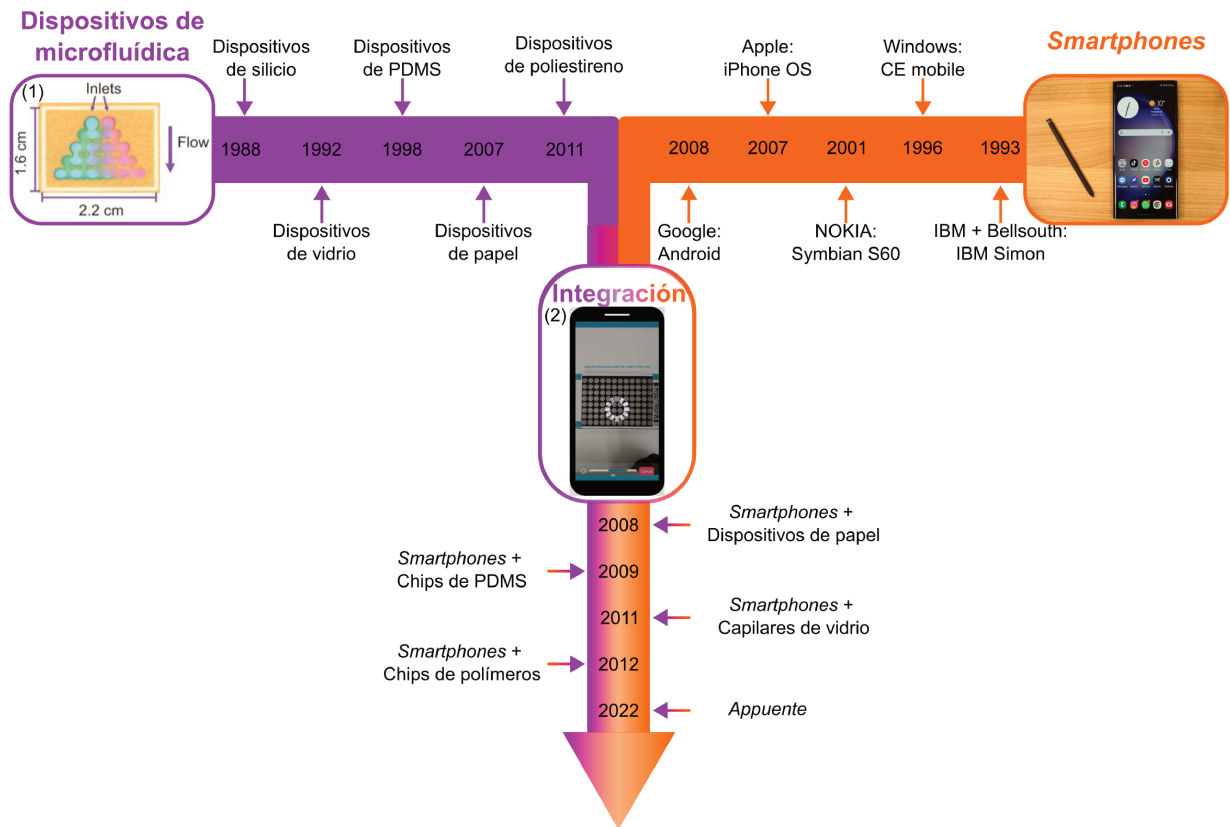 Dispositivos de
microfluídica
(1)
Inlets
Flow
1.6 cm
2.2 cm
Dispositivos
de silicio
Dispositivos
de PDMS
Dispositivos
de poliestireno
1988
1992
1998
2007
2011
Dispositivos
de vidrio
Dispositivos
de papel
Smartphones
Apple:
iPhone OS
Windows:
CE mobile
2008
2007
2001
1996
1993
Google:
Android
NOKIA:
Symbian S60
IBM + Bellsouth:
IBM Simon
Integración
(2)
2008
Smartphones +
Dispositivos de papel
Smartphones +
Chips de PDMS
2009
2011
Smartphones +
Capilares de vidrio
Smartphones +
Chips de polímeros
2012
2022
Appuente